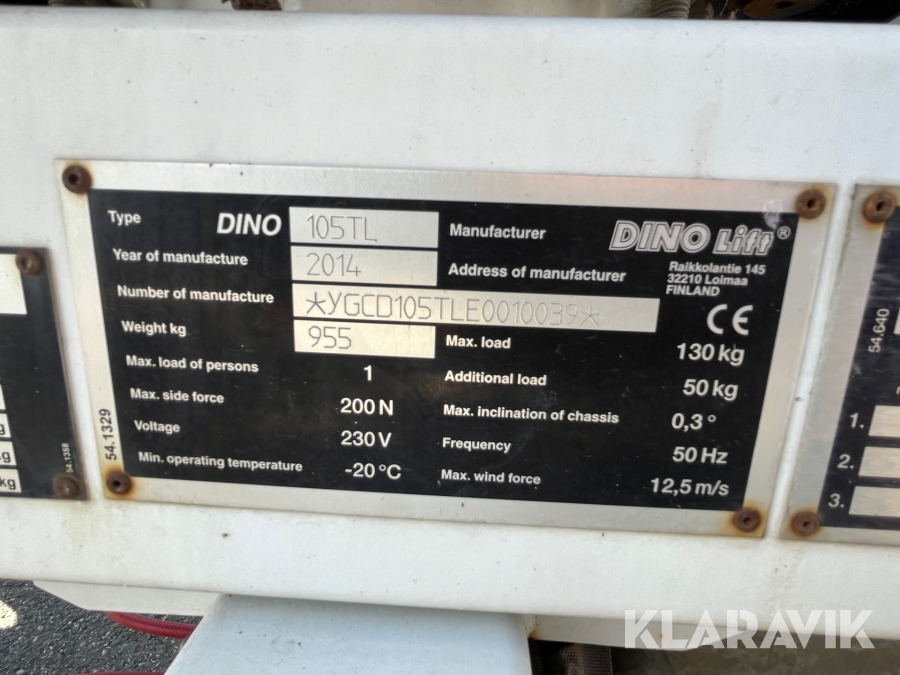 Type DINO 105TL
Year of manufacture 2014
Number of manufacture *YGCD105TLE0010039*
Weight kg 955
Max. load of persons 1
Max. side force 200 N
Voltage 230 V
Min. operating temperature -20 °C
54.1329
Manufacturer DINO Lift®
Address of manufacturer Raikkolantie 145
32210 Loimaa
FINLAND
CE
Max. load 130 kg
Additional load 50 kg
Max. inclination of chassis 0,3 °
Frequency 50 Hz
Max. wind force 12,5 m/s
kg
kg
54.1358
54.640
1.
2.
3.
KLARAVIK